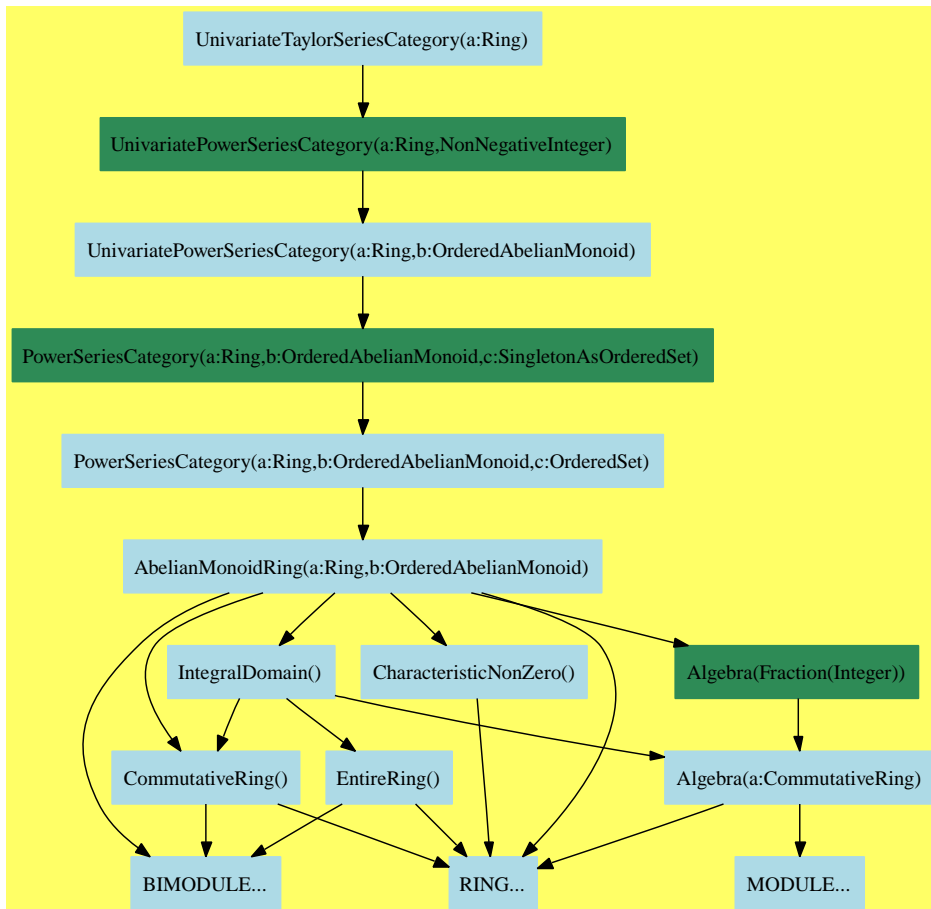 UnivariateTaylorSeriesCategory(a:Ring)
UnivariatePowerSeriesCategory(a:Ring,NonNegativeInteger)
UnivariatePowerSeriesCategory(a:Ring,b:OrderedAbelianMonoid)
PowerSeriesCategory(a:Ring,b:OrderedAbelianMonoid,c:SingletonAsOrderedSet)
PowerSeriesCategory(a:Ring,b:OrderedAbelianMonoid,c:OrderedSet)
AbelianMonoidRing(a:Ring,b:OrderedAbelianMonoid)
IntegralDomain()
CharacteristicNonZero()
Algebra(Fraction(Integer))
CommutativeRing()
EntireRing()
Algebra(a:CommutativeRing)
BIMODULE...
RING...
MODULE...